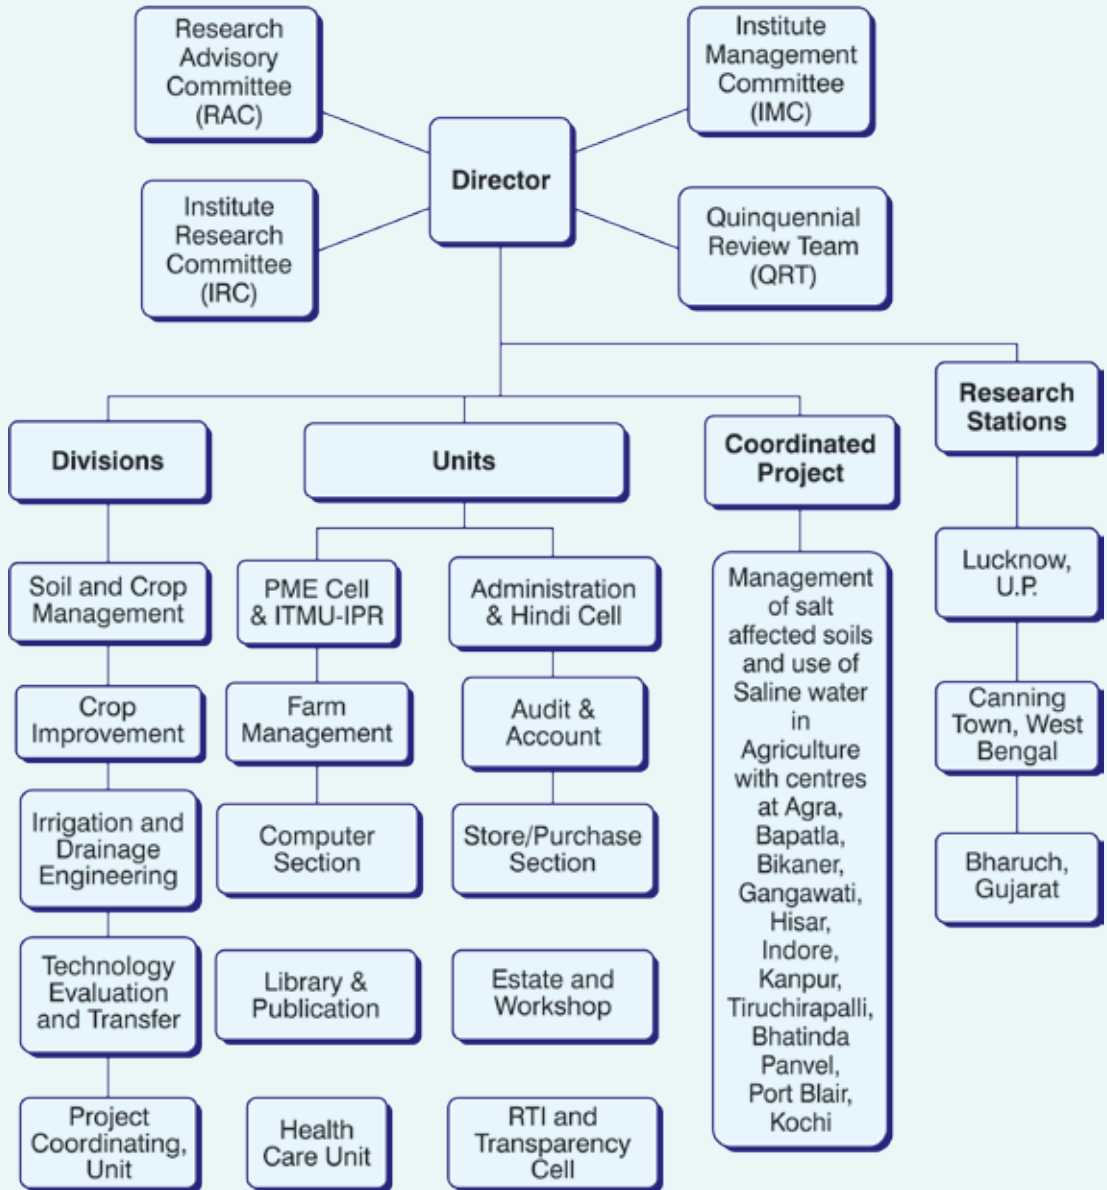 Research
Advisory
Committee
(RAC)
Institute
Management
Committee
(IMC)
Director
Institute
Research
Committee
(IRC)
Quinquennial
Review Team
(QRT)
Divisions
Units
Coordinated
Project
Research
Stations
Soil and Crop
Management
Crop
Improvement
Irrigation and
Drainage
Engineering
Technology
Evaluation
and Transfer
Project
Coordinating,
Unit
PME Cell
& ITMU-IPR
Farm
Management
Computer
Section
Library &
Publication
Health
Care Unit
Administration
& Hindi Cell
Audit &
Account
Store/Purchase
Section
Estate and
Workshop
RTI and
Transparency
Cell
Management
of salt
affected soils
and use of
Saline water
in
Agriculture
with centres
at Agra,
Bapatla,
Bikaner,
Gangawati,
Hisar,
Indore,
Kanpur,
Tiruchirapalli,
Bhatinda
Panvel,
Port Blair,
Kochi
Lucknow,
U.P.
Canning
Town, West
Bengal
Bharuch,
Gujarat